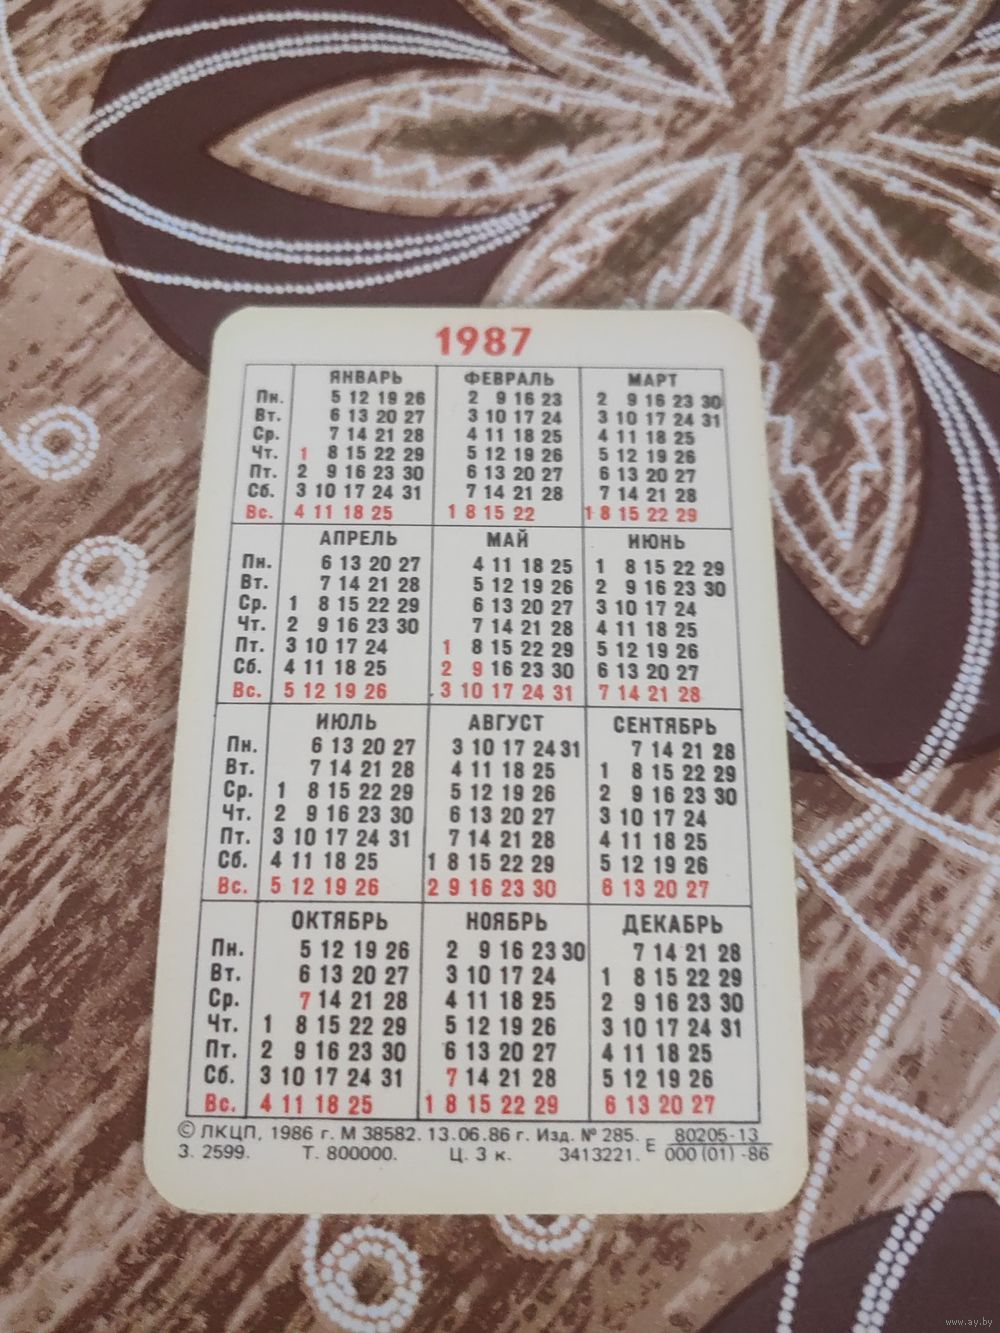 1987
ЯНВАРЬ ФЕВРАЛЬ МАРТ
Пн. 5 12 19 26 2 9 16 23 2 9 16 23 30
Вт. 6 13 20 27 3 10 17 24 3 10 17 24 31
Ср. 7 14 21 28 4 11 18 25 4 11 18 25
Чт. 1 8 15 22 29 5 12 19 26 5 12 19 26
Пт. 2 9 16 23 30 6 13 20 27 6 13 20 27
Сб. 3 10 17 24 31 7 14 21 28 7 14 21 28
Вс. 4 11 18 25 1 8 15 22 1 8 15 22 29
АПРЕЛЬ МАЙ ИЮНЬ
Пн. 6 13 20 27 4 11 18 25 1 8 15 22 29
Вт. 7 14 21 28 5 12 19 26 2 9 16 23 30
Ср. 1 8 15 22 29 6 13 20 27 3 10 17 24
Чт. 2 9 16 23 30 7 14 21 28 4 11 18 25
Пт. 3 10 17 24 1 8 15 22 29 5 12 19 26
Сб. 4 11 18 25 2 9 16 23 30 6 13 20 27
Вс. 5 12 19 26 3 10 17 24 31 7 14 21 28
ИЮЛЬ АВГУСТ СЕНТЯБРЬ
Пн. 6 13 20 27 3 10 17 24 31 7 14 21 28
Вт. 7 14 21 28 4 11 18 25 1 8 15 22 29
Ср. 1 8 15 22 29 5 12 19 26 2 9 16 23 30
Чт. 2 9 16 23 30 6 13 20 27 3 10 17 24
Пт. 3 10 17 24 31 7 14 21 28 4 11 18 25
Сб. 4 11 18 25 1 8 15 22 29 5 12 19 26
Вс. 5 12 19 26 2 9 16 23 30 6 13 20 27
ОКТЯБРЬ НОЯБРЬ ДЕКАБРЬ
Пн. 5 12 19 26 2 9 16 23 30 7 14 21 28
Вт. 6 13 20 27 3 10 17 24 1 8 15 22 29
Ср. 7 14 21 28 4 11 18 25 2 9 16 23 30
Чт. 1 8 15 22 29 5 12 19 26 3 10 17 24 31
Пт. 2 9 16 23 30 6 13 20 27 4 11 18 25
Сб. 3 10 17 24 31 7 14 21 28 5 12 19 26
Вс. 4 11 18 25 1 8 15 22 29 6 13 20 27
© ЛКЦП, 1986 г. М 38582. 13.06.86 г. Изд. № 285. Е 80205-13
З. 2599. Т. 800000. Ц. 3 к. 3413221. 000(01)-86
www.ay.by